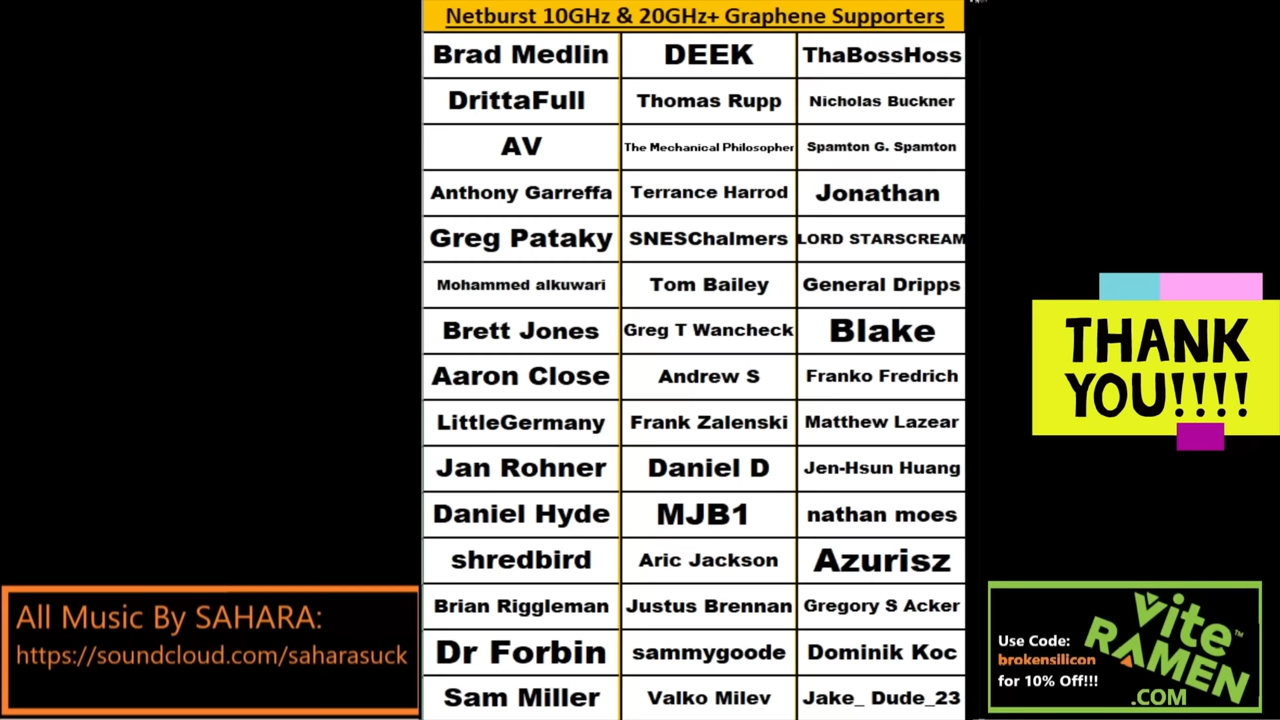 Netburst 10GHz & 20GHz+ Graphene Supporters
Brad Medlin DEEK ThaBossHoss
DrittaFull Thomas Rupp Nicholas Buckner
AV The Mechanical Philosopher Spamton G. Spamton
Anthony Garreffa Terrance Harrod Jonathan
Greg Pataky SNESChalmers LORD STARSCREAM
Mohammed alkuwari Tom Bailey General Dripps
Brett Jones Greg T Wancheck Blake
Aaron Close Andrew S Franko Fredrich
LittleGermany Frank Zalenski Matthew Lazear
Jan Rohner Daniel D Jen-Hsun Huang
Daniel Hyde MJB1 nathan moes
shredbird Aric Jackson Azurisz
Brian Riggleman Justus Brennan Gregory S Acker
Dr Forbin sammygoode Dominik Koc
Sam Miller Valko Milev Jake_ Dude_23
THANK
YOU!!!!
All Music By SAHARA:
https://soundcloud.com/saharasuck
Use Code:
brokensilicon
for 10% Off!!!
Vite™
RAMEN
.COM